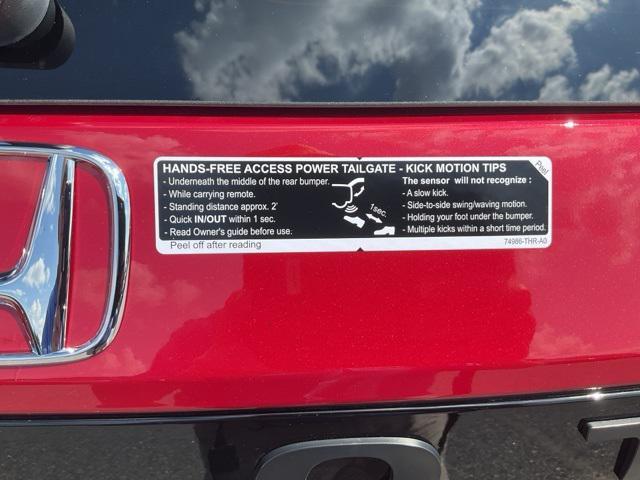 HANDS-FREE ACCESS POWER TAILGATE - KICK MOTION TIPS
- Underneath the middle of the rear bumper.
- While carrying remote.
- Standing distance approx. 2'
- Quick IN/OUT within 1 sec.
- Read Owner's guide before use.
1sec.
The sensor will not recognize :
- A slow kick.
- Side-to-side swing/waving motion.
- Holding your foot under the bumper.
- Multiple kicks within a short time period.
Peel
Peel off after reading
74986-THR-A0